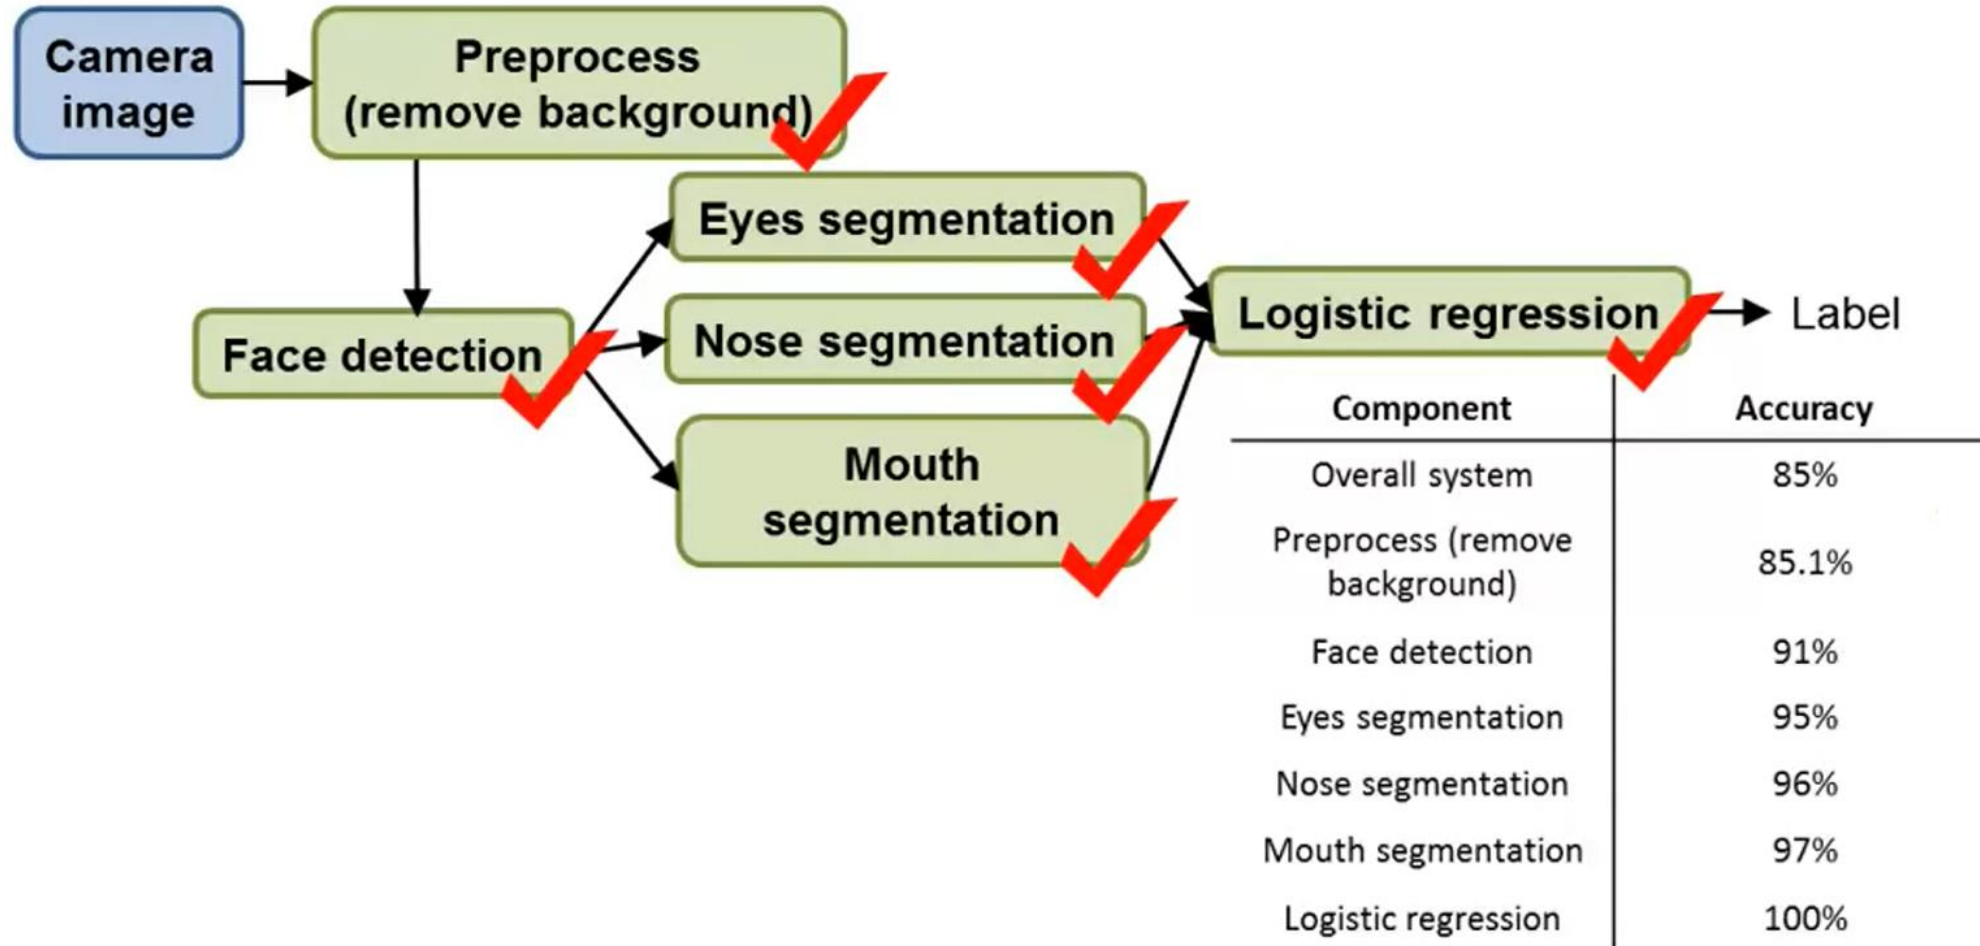 Camera
image
Preprocess
(remove background)
Eyes segmentation
Face detection
Nose segmentation
Logistic regression
Label
Mouth
segmentation
Component Accuracy
Overall system 85%
Preprocess (remove
background) 85.1%
Face detection 91%
Eyes segmentation 95%
Nose segmentation 96%
Mouth segmentation 97%
Logistic regression 100%